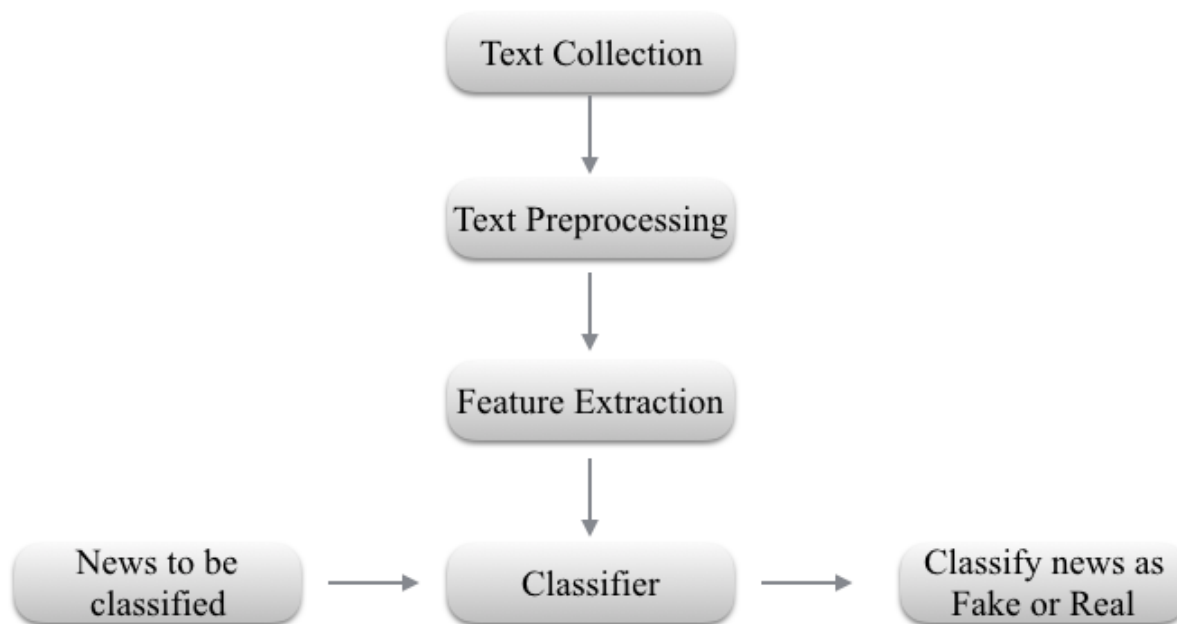 Text Collection
Text Preprocessing
Feature Extraction
News to be
classified
Classifier
Classify news as
Fake or Real